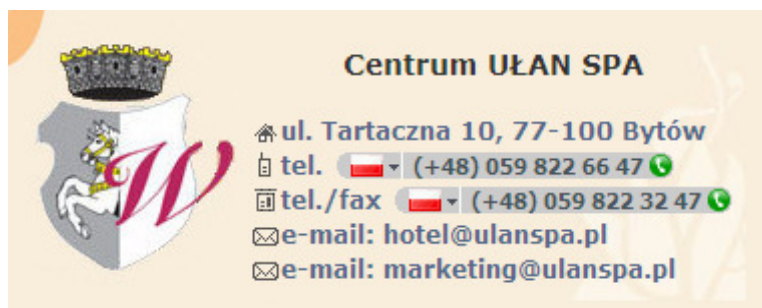 Centrum UŁAN SPA
W
ul. Tartaczna 10, 77-100 Bytów
tel. (+48) 059 822 66 47
tel./fax (+48) 059 822 32 47
e-mail: hotel@ulanspa.pl
e-mail: marketing@ulanspa.pl